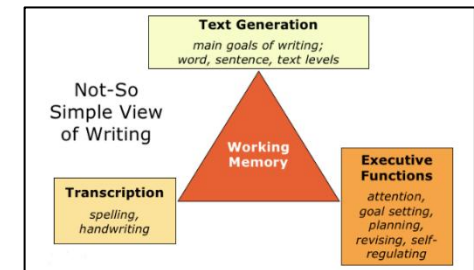 Text Generation
main goals of writing;
word, sentence, text levels
Not-So
Simple View
of Writing
Working
Memory
Transcription
spelling,
handwriting
Executive
Functions
attention,
goal setting,
planning,
revising, self-
regulating